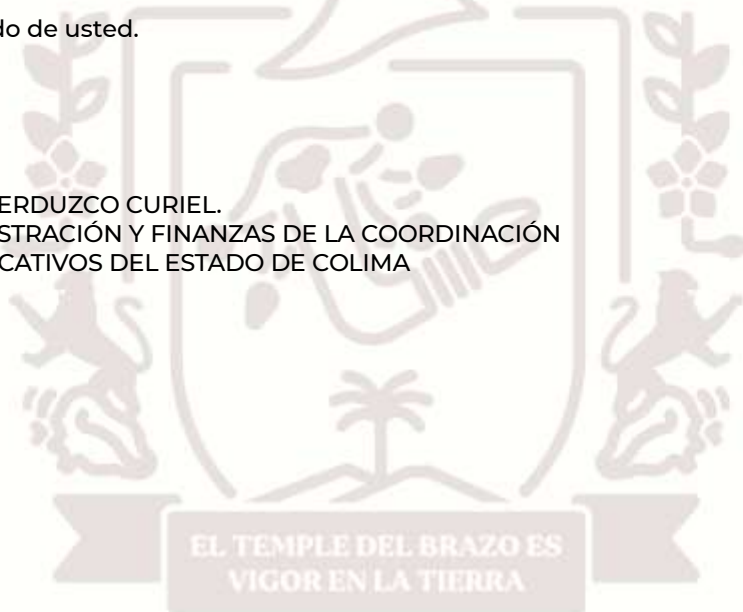 do de usted.
ERDUZCO CURIEL.
STRACIÓN Y FINANZAS DE LA COORDINACIÓN
CATIVOS DEL ESTADO DE COLIMA
EL TEMPLE DEL BRAZO ES
VIGOR EN LA TIERRA